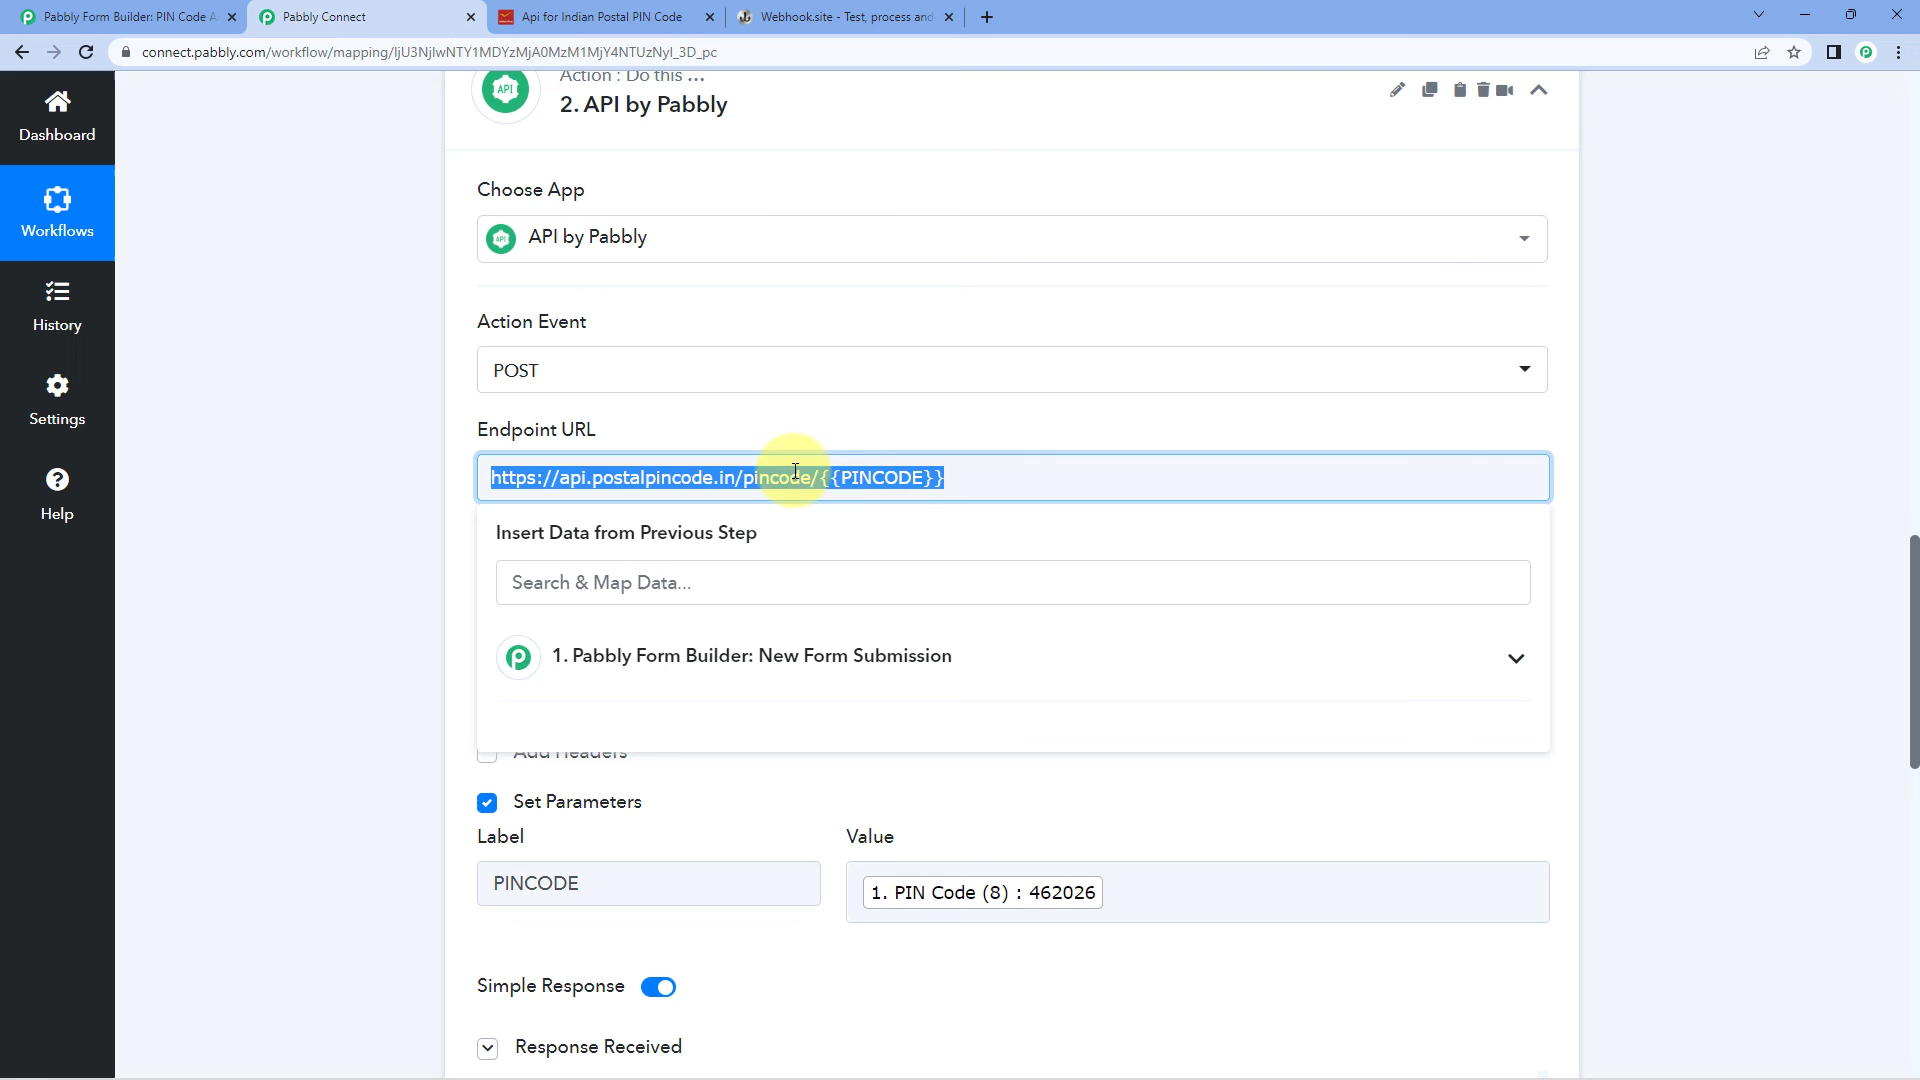 Pabbly Form Builder: PIN Code A
Pabbly Connect
Api for Indian Postal PIN Code
Webhook.site - Test, process and
connect.pabbly.com/workflow/mapping/IjU3NjIwNTY1MDYzMjA0MzM1MjY4NTUzNyI_3D_pc
Dashboard
Workflows
History
Settings
Help
Action : Do this ...
API
2. API by Pabbly
Choose App
API
API by Pabbly
Action Event
POST
Endpoint URL
https://api.postalpincode.in/pincode/{{PINCODE}}
Insert Data from Previous Step
Search & Map Data...
1. Pabbly Form Builder: New Form Submission
Add Headers
Set Parameters
Label
Value
PINCODE
1. PIN Code (8) : 462026
Simple Response
Response Received